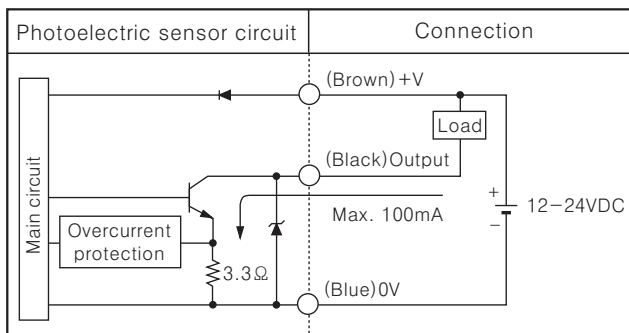 Photoelectric sensor circuit
Connection
(Brown)+V
Load
(Black)Output
Main circuit
Max. 100mA
+
12-24VDC
-
Overcurrent
protection
3.3Ω
(Blue)0V